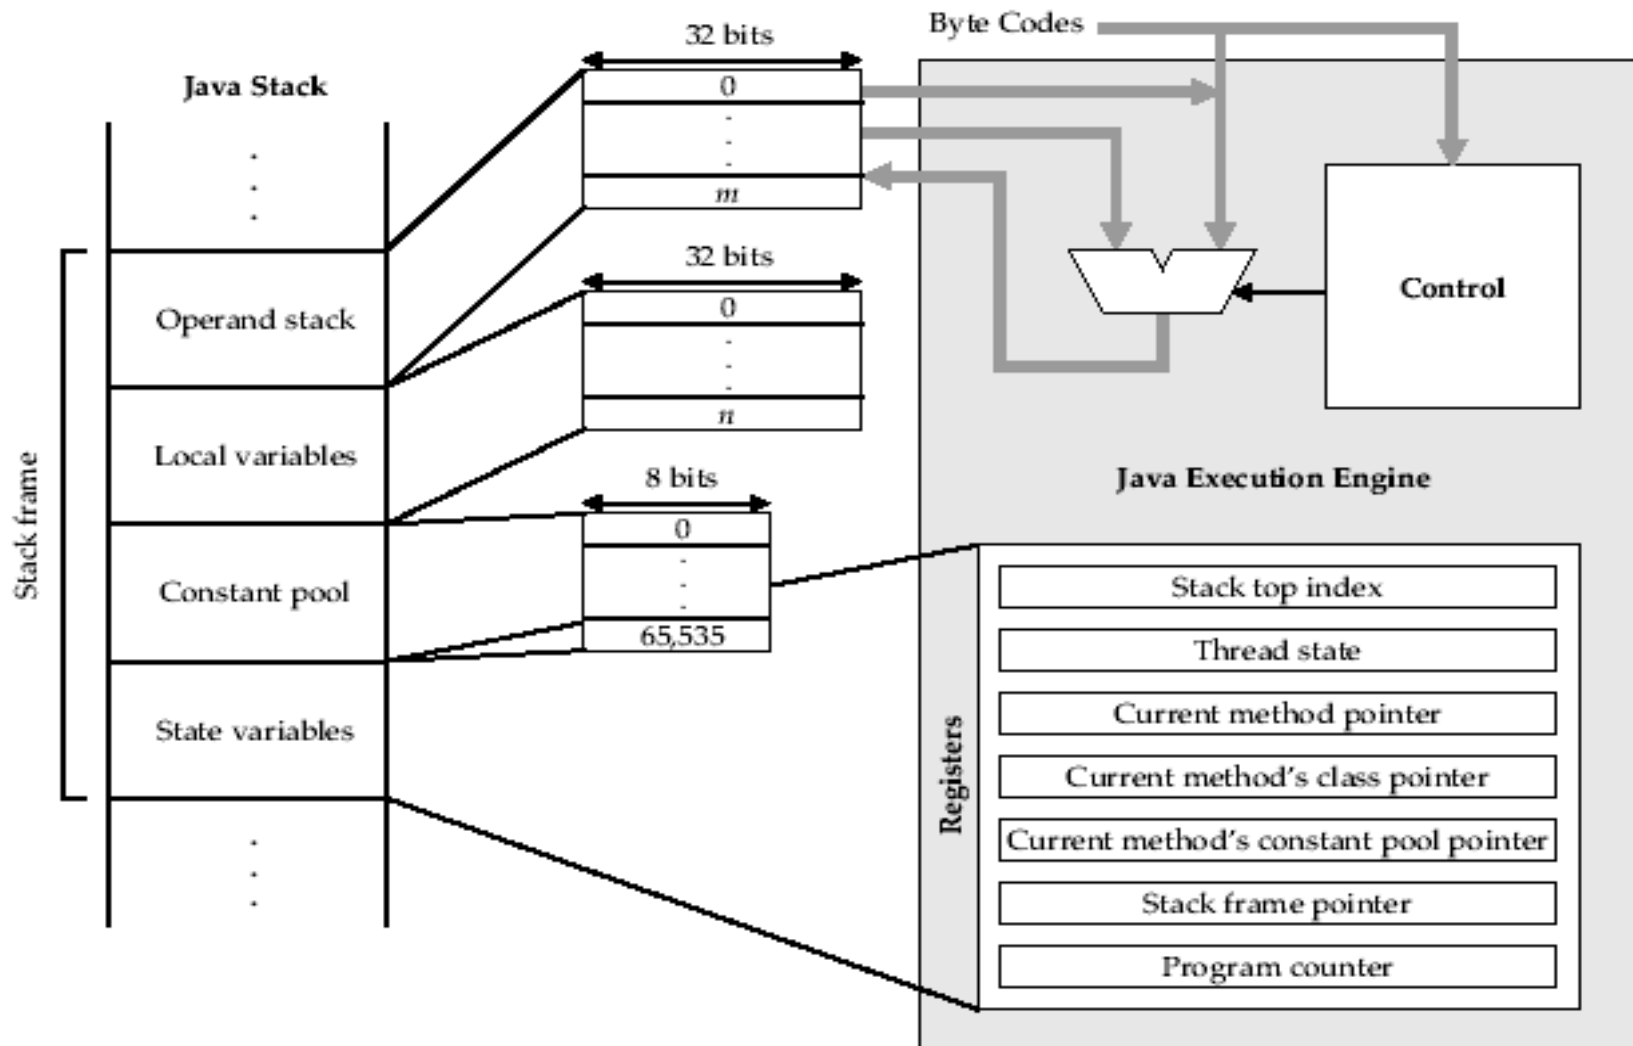 Byte Codes
32 bits
Java Stack
0
m
32 bits
Operand stack
0
Control
n
Local variables
Stack frame
8 bits
Java Execution Engine
0
Constant pool
65,535
State variables
Registers
Stack top index
Thread state
Current method pointer
Current method's class pointer
Current method's constant pool pointer
Stack frame pointer
Program counter